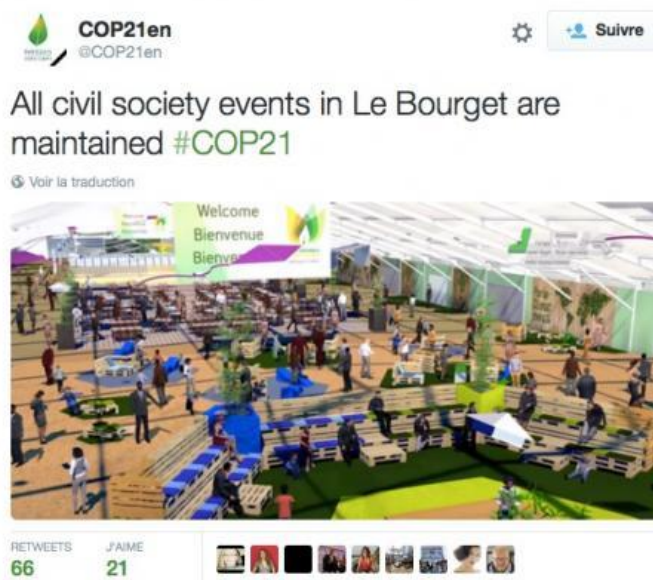 COP21en
@COP21en
Suivre
All civil society events in Le Bourget are
maintained #COP21
Voir la traduction
Welcome
Bienvenue
Bienve
RETWEETS
J'AIME
66
21